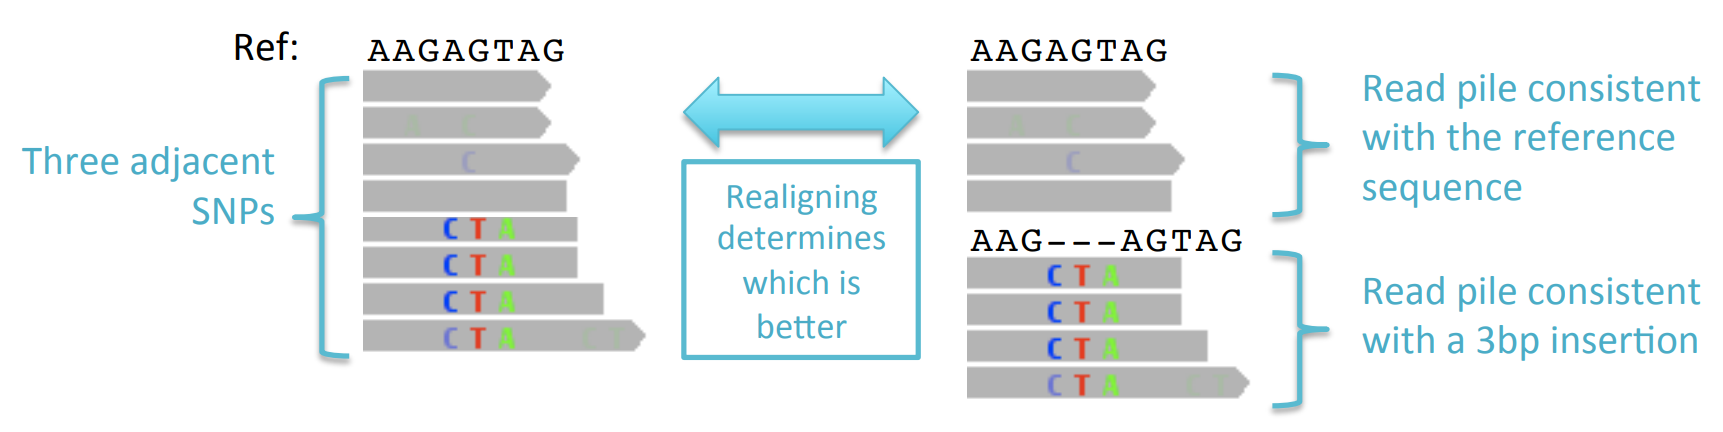 Ref:
AAGAGTAG
Three adjacent
SNPs
C
C T A
C T A
C T A
C T A
Realigning
determines
which is
better
AAGAGTAG
C
Read pile consistent
with the reference
sequence
AAG---AGTAG
C T A
C T A
C T A
C T A
Read pile consistent
with a 3bp insertion